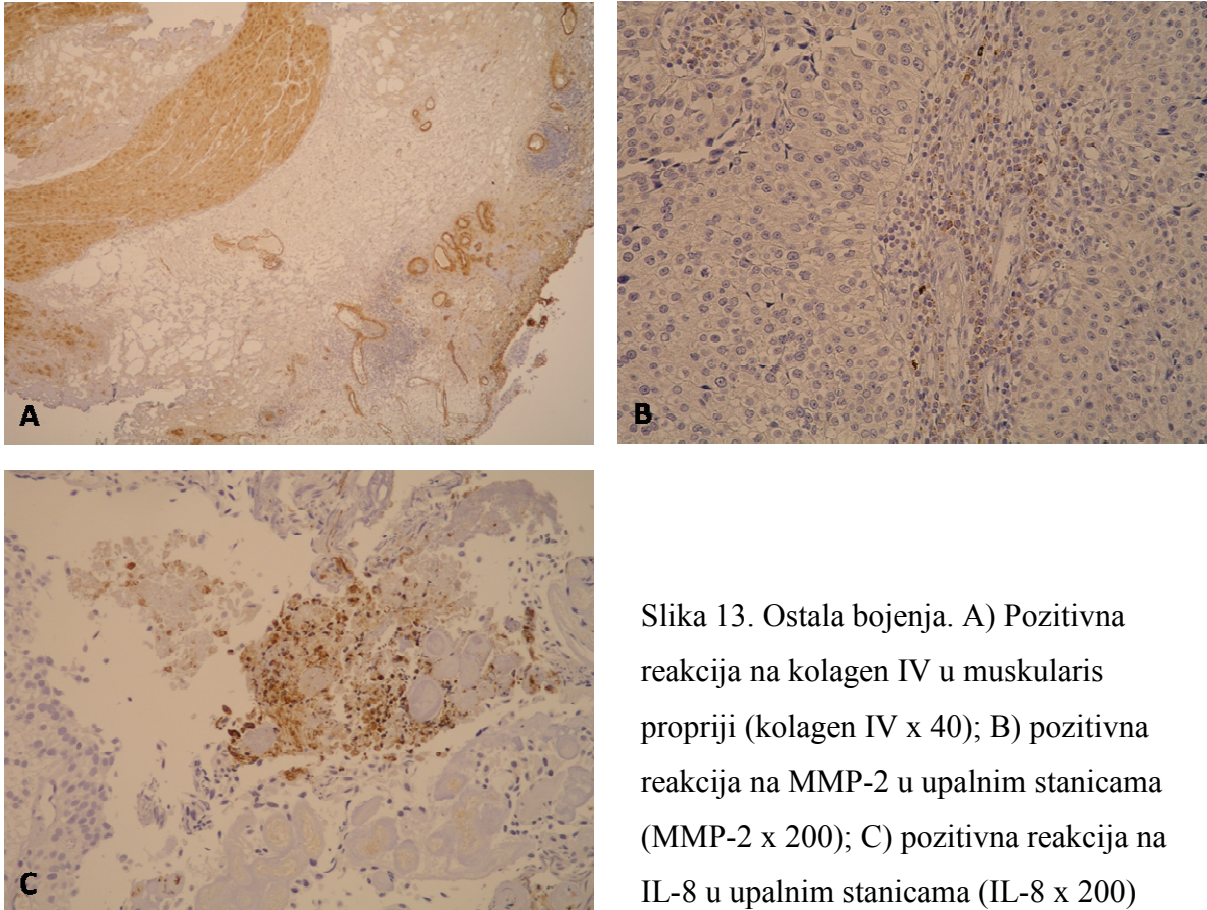 A
B
C
Slika 13. Ostala bojenja. A) Pozitivna
reakcija na kolagen IV u muskularis
propriji (kolagen IV x 40); B) pozitivna
reakcija na MMP-2 u upalnim stanicama
(MMP-2 x 200); C) pozitivna reakcija na
IL-8 u upalnim stanicama (IL-8 x 200)